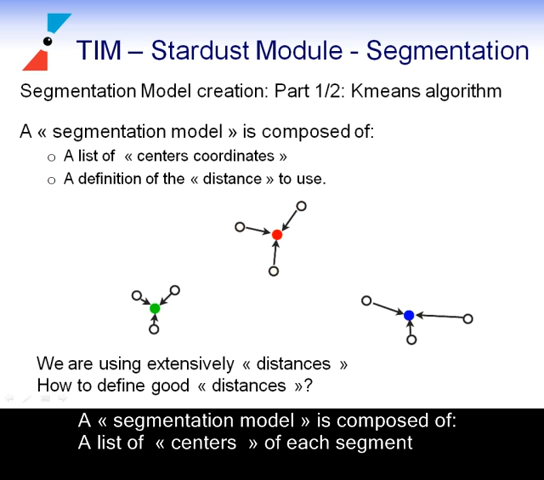 TIM – Stardust Module - Segmentation
Segmentation Model creation: Part 1/2: Kmeans algorithm
A « segmentation model » is composed of:
o A list of « centers coordinates »
o A definition of the « distance » to use.
We are using extensively « distances »
How to define good « distances »?
A « segmentation model » is composed of:
A list of « centers » of each segment